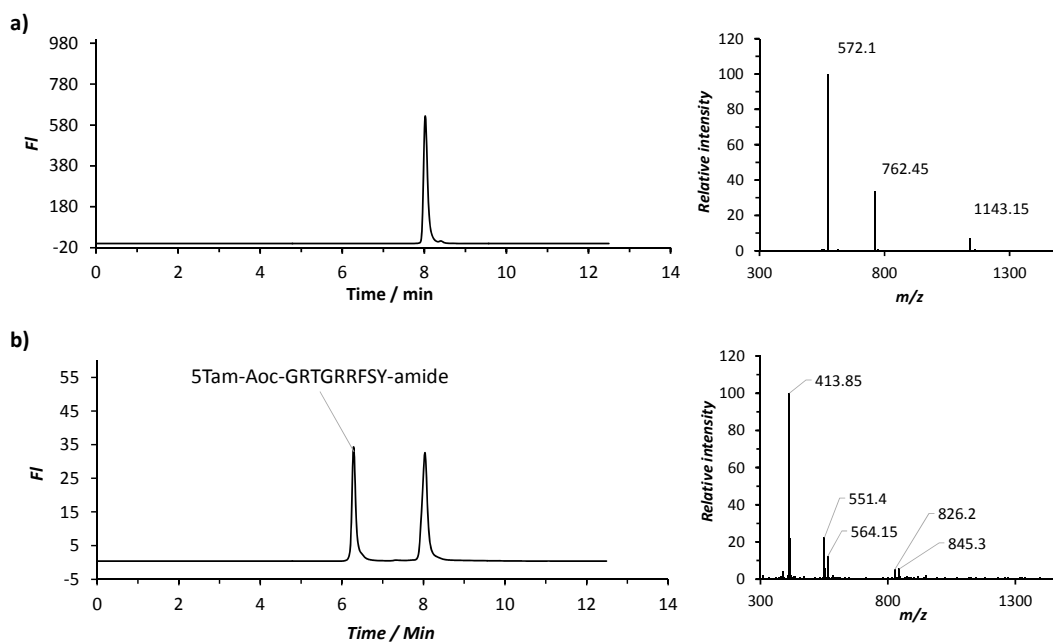 a)
980
780
580
380
180
-20
FI
0 2 4 6 8 10 12 14
Time / min
120
100
80
60
40
20
0
Relative intensity
572.1
762.45
1143.15
300 800 1300
m/z
b)
55
45
35
25
15
5
-5
FI
5Tam-Aoc-GRTGRRFSY-amide
0 2 4 6 8 10 12 14
Time / Min
120
100
80
60
40
20
0
Relative intensity
413.85
551.4
564.15
826.2
845.3
300 800 1300
m/z